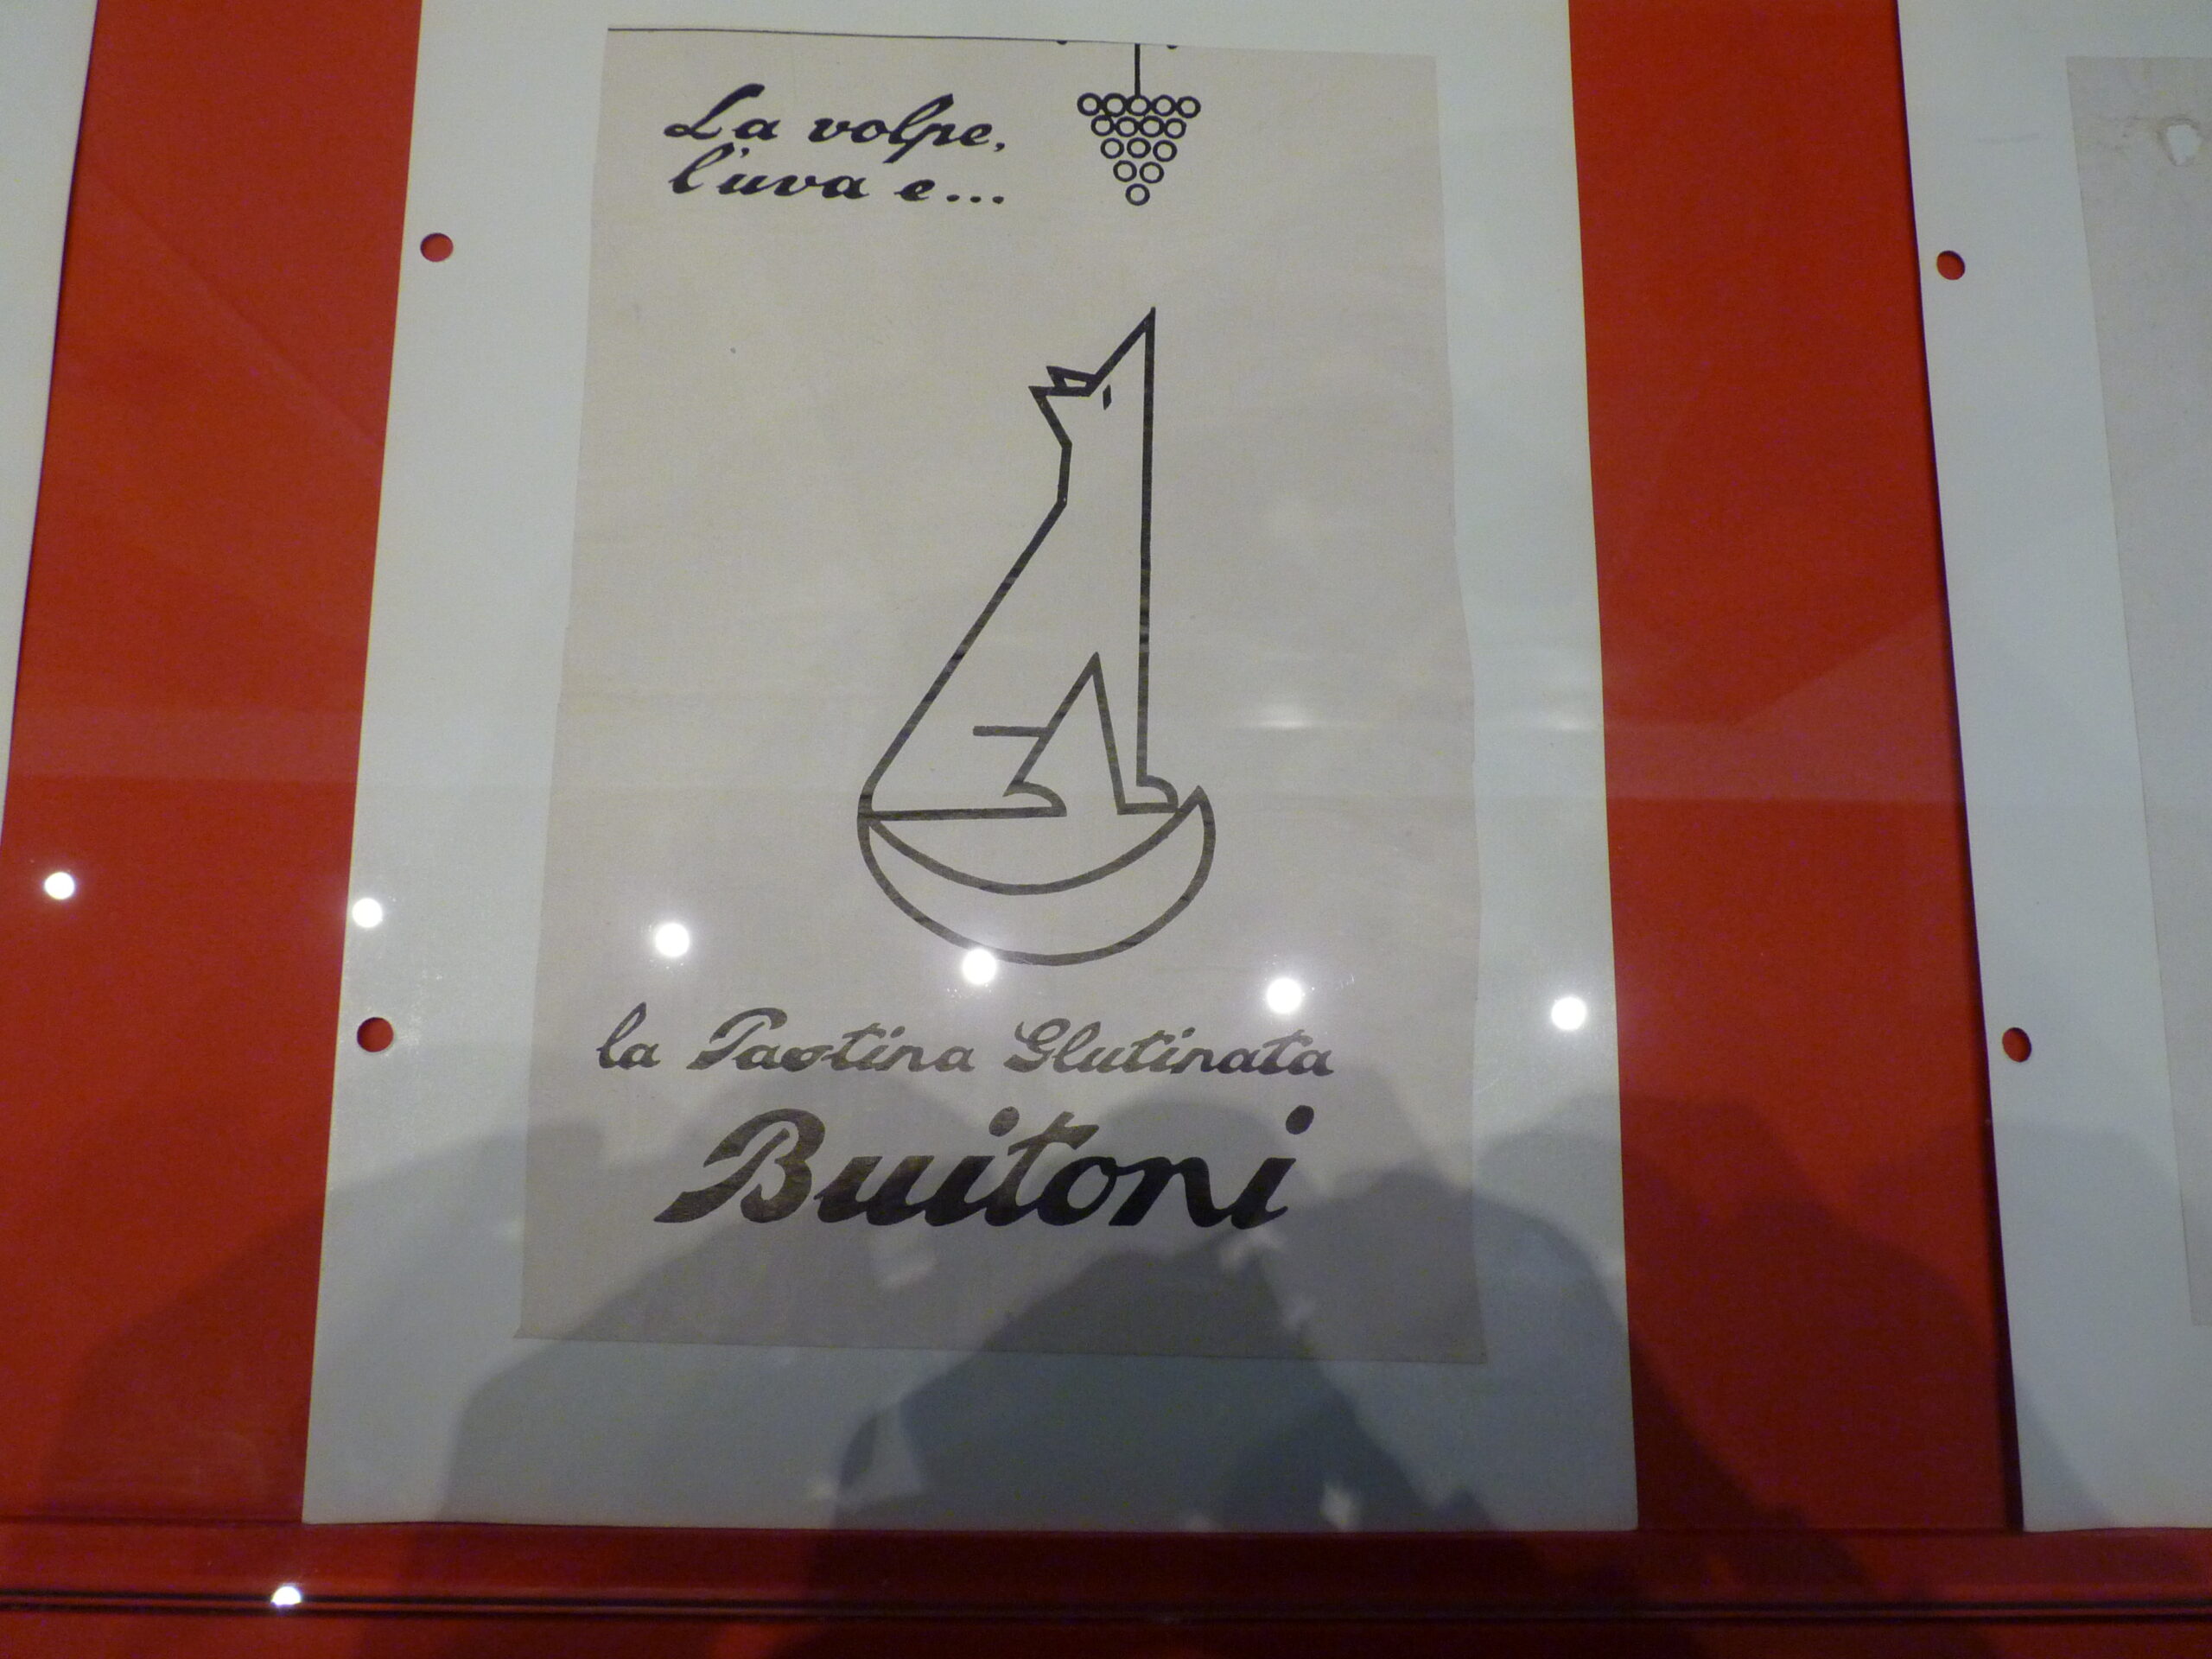 La volpe,
l'uva e...
la Pastina Glutinata
Buitoni